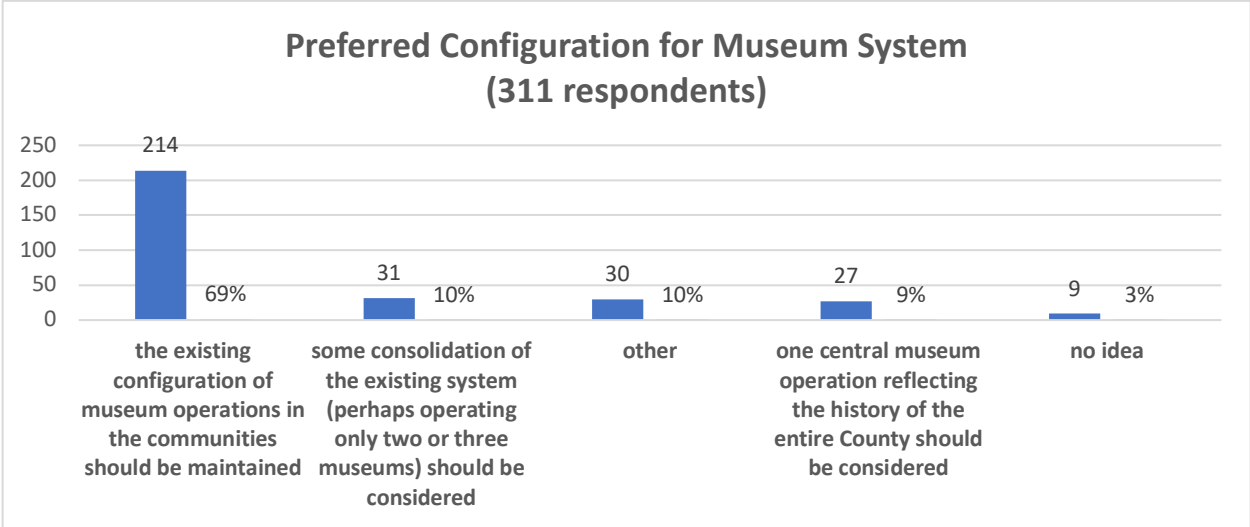 Preferred Configuration for Museum System
(311 respondents)
250
200
150
100
50
0
214
69%
31
10%
30
10%
27
9%
9
3%
the existing
configuration of
museum operations in
the communities
should be maintained
some consolidation of
the existing system
(perhaps operating
only two or three
museums) should be
considered
other
one central museum
operation reflecting
the history of the
entire County should
be considered
no idea